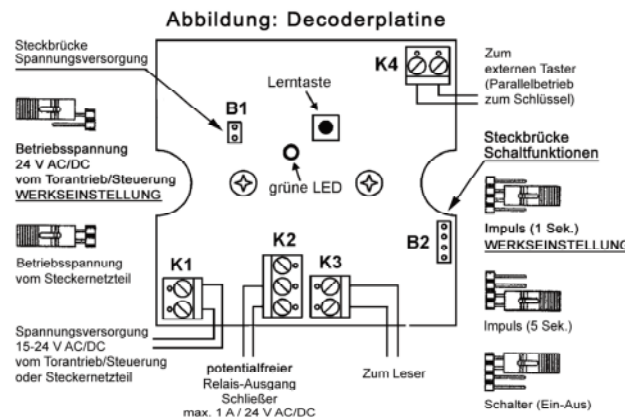 Abbildung: Decoderplatine
Steckbrücke
Spannungsversorgung
Betriebsspannung
24 V AC/DC
vom Torantrieb/Steuerung
WERKSEINSTELLUNG
Betriebsspannung
vom Steckernetzteil
Spannungsversorgung
15-24 V AC/DC
vom Torantrieb/Steuerung
oder Steckernetzteil
B1
Lerntaste
grüne LED
K4
B2
K1
K2
K3
potentialfreier
Relais-Ausgang
Schließer
max. 1 A / 24 V AC/DC
Zum Leser
Zum
externen Taster
(Parallelbetrieb
zum Schlüssel)
Steckbrücke
Schaltfunktionen
Impuls (1 Sek.)
WERKSEINSTELLUNG
Impuls (5 Sek.)
Schalter (Ein-Aus)